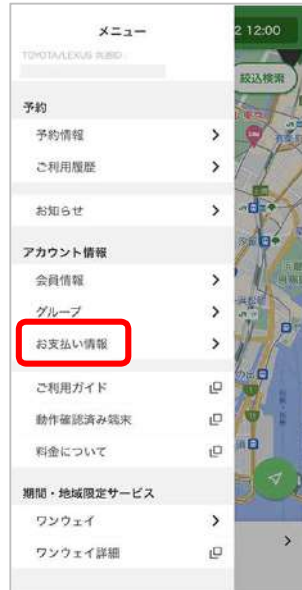 メニュー
2 12:00
TOYOTA/LEXUS 共通ID:
絞込検索
予約
予約情報
ご利用履歴
お知らせ
アカウント情報
会員情報
グループ
お支払い情報
ご利用ガイド
動作確認済み端末
料金について
期間・地域限定サービス
ワンウェイ
ワンウェイ詳細